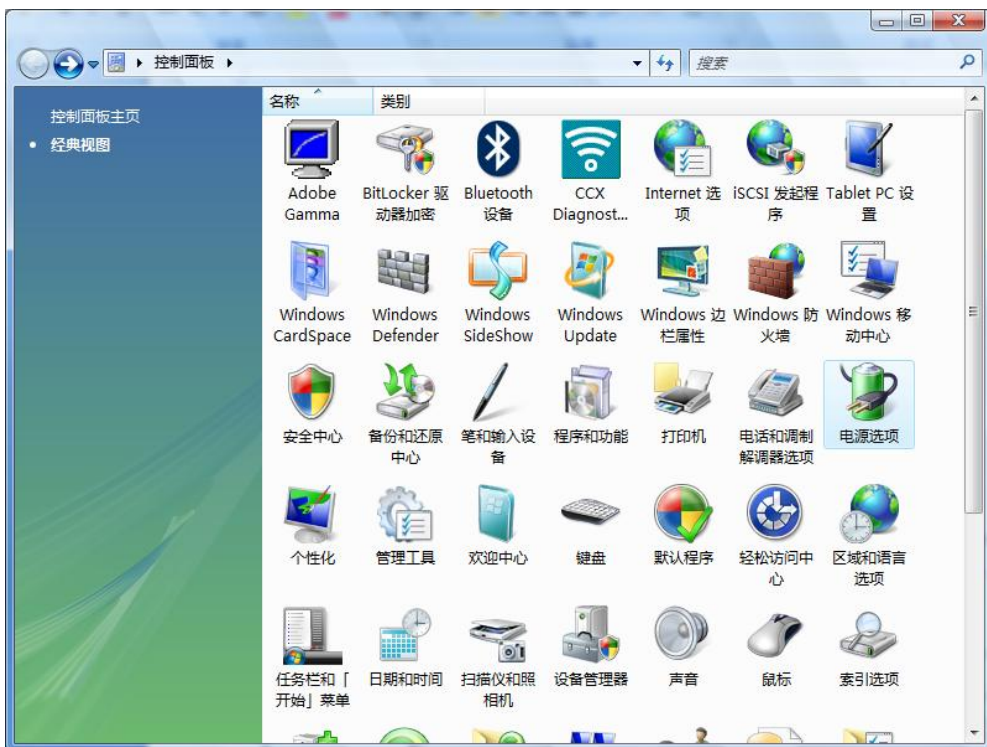 控制面板
搜索
控制面板主页
经典视图
名称 类别
Adobe Gamma
BitLocker 驱动器加密
Bluetooth 设备
CCX Diagnost...
Internet 选项
iSCSI 发起程序
Tablet PC 设置
Windows CardSpace
Windows Defender
Windows SideShow
Windows Update
Windows 边栏属性
Windows 防火墙
Windows 移动中心
安全中心
备份和还原中心
笔和输入设备
程序和功能
打印机
电话和调制解调器选项
电源选项
个性化
管理工具
欢迎中心
键盘
默认程序
轻松访问中心
区域和语言选项
任务栏和「开始」菜单
日期和时间
扫描仪和照相机
设备管理器
声音
鼠标
索引选项